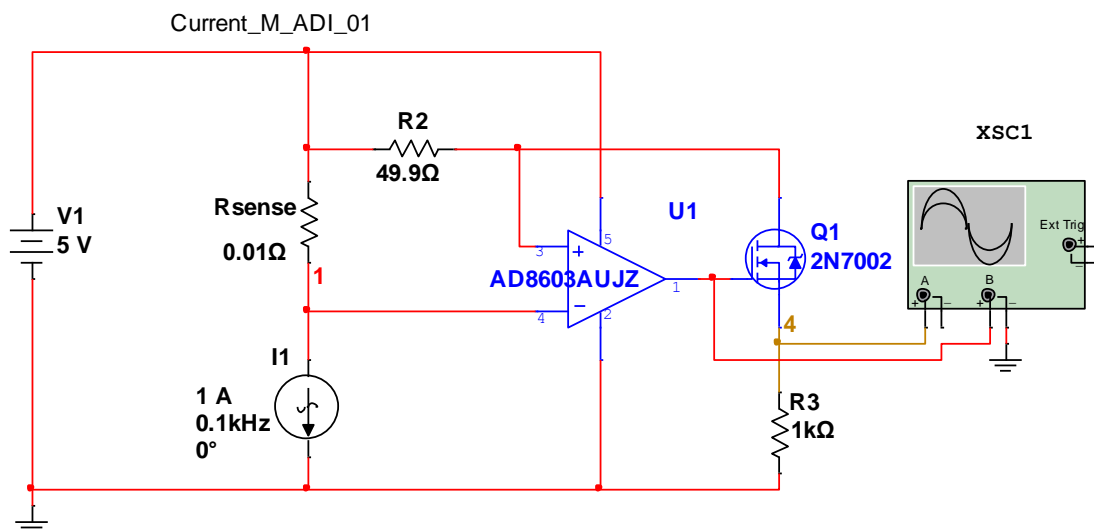 Current_M_ADI_01
XSC1
R2
49.9Ω
V1
5 V
Rsense
0.01Ω
1
U1
Q1
2N7002
AD8603AUJZ
3
+
5
1
4
−
2
4
Ext Trig
+
−
A
B
+
−
+
−
I1
1 A
0.1kHz
0°
R3
1kΩ